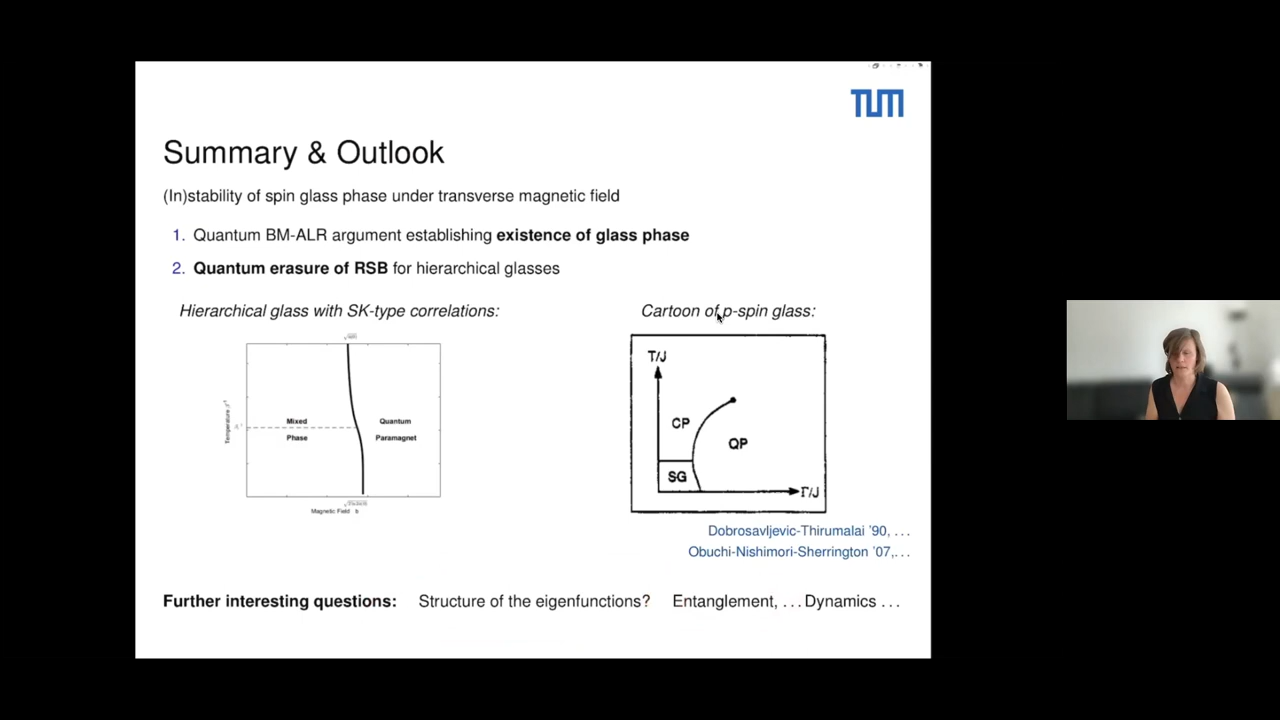 TUM
Summary & Outlook
(In)stability of spin glass phase under transverse magnetic field
1. Quantum BM-ALR argument establishing existence of glass phase
2. Quantum erasure of RSB for hierarchical glasses
Hierarchical glass with SK-type correlations:
Mixed
Phase
Quantum
Paramagnet
Temperature
Magnetic Field b
Cartoon of p-spin glass:
T/J
CP
QP
SG
Γ/J
Dobrosavljevic-Thirumalai '90, ...
Obuchi-Nishimori-Sherrington '07,...
Further interesting questions: Structure of the eigenfunctions? Entanglement, ... Dynamics ...